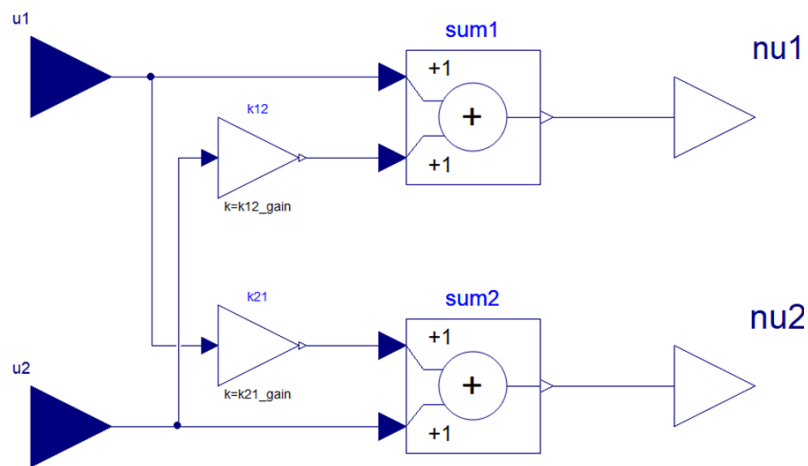 u1
sum1
nu1
+1
k12
+
+1
k=k12_gain
k21
sum2
nu2
+1
u2
+
k=k21_gain
+1